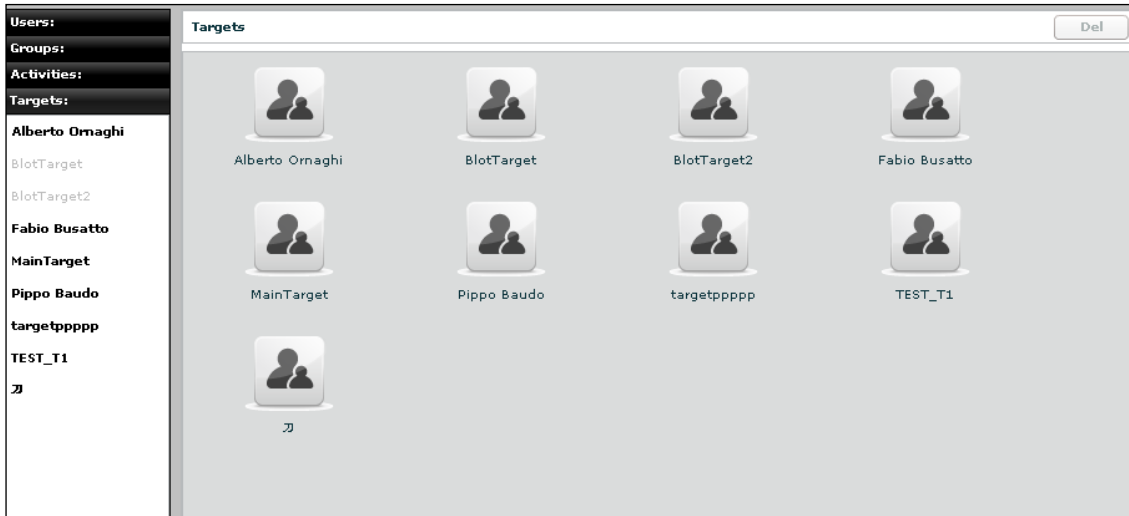 Users:
Groups:
Activities:
Targets:
Alberto Ornaghi
BlotTarget
BlotTarget2
Fabio Busatto
MainTarget
Pippo Baudo
targetppppp
TEST_T1
刀
Targets
Del
Alberto Ornaghi
BlotTarget
BlotTarget2
Fabio Busatto
MainTarget
Pippo Baudo
targetppppp
TEST_T1
刀